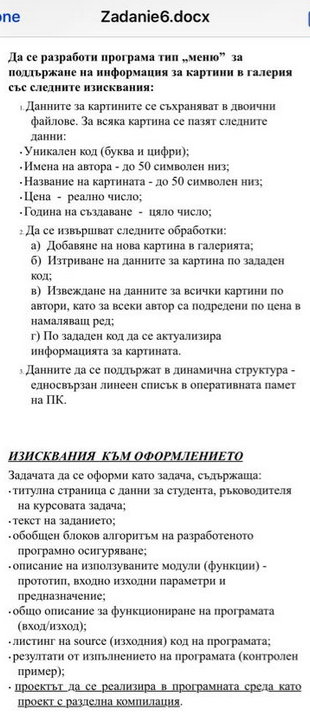 one
Zadanie6.docx
Да се разработи програма тип „меню” за
поддържане на информация за картини в галерия
със следните изисквания:
1. Данните за картините се съхраняват в двоични
файлове. За всяка картина се пазят следните
данни:
• Уникален код (буква и цифри);
• Имена на автора - до 50 символен низ;
• Название на картината - до 50 символен низ;
• Цена - реално число;
• Година на създаване - цяло число;
2. Да се извършват следните обработки:
а) Добавяне на нова картина в галерията;
б) Изтриване на данните за картина по зададен
код;
в) Извеждане на данните за всички картини по
автори, като за всеки автор са подредени по цена в
намаляващ ред;
г) По зададен код да се актуализира
информацията за картината.
3. Данните да се поддържат в динамична структура -
едносвързан линеен списък в оперативната памет
на ПК.
ИЗИСКВАНИЯ КЪМ ОФОРМЛЕНИЕТО
Задачата да се оформи като задача, съдържаща:
• титулна страница с данни за студента, ръководителя
на курсовата задача;
• текст на заданието;
• обобщен блоков алгоритъм на разработеното
програмно осигуряване;
• описание на използуваните модули (функции) -
прототип, входно изходни параметри и
предназначение;
• общо описание за функциониране на програмата
(вход/изход);
• листинг на source (изходния) код на програмата;
• резултати от изпълнението на програмата (контролен
пример);
• проектът да се реализира в програмната среда като
проект с разделна компилация.